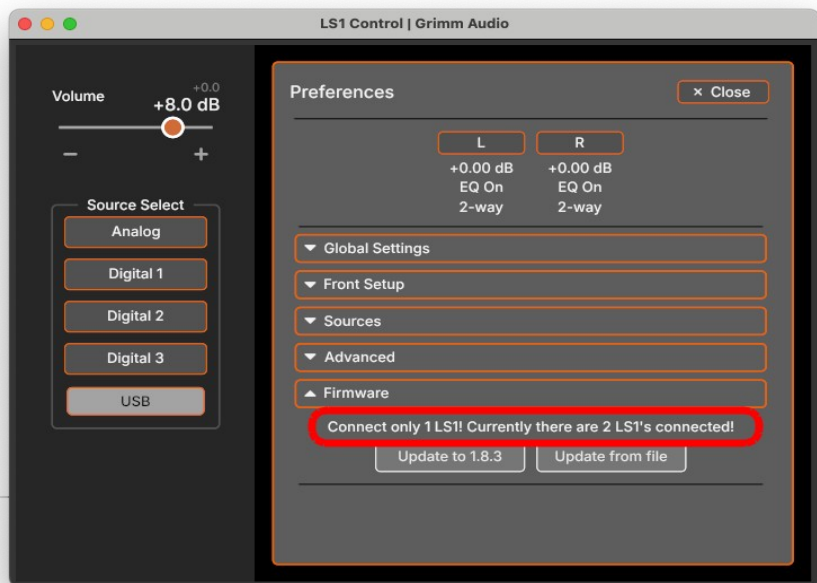 LS1 Control | Grimm Audio
Volume
+0.0
+8.0 dB
− +
Source Select
Analog
Digital 1
Digital 2
Digital 3
USB
Preferences
× Close
L R
+0.00 dB +0.00 dB
EQ On EQ On
2-way 2-way
Global Settings
Front Setup
Sources
Advanced
Firmware
Connect only 1 LS1! Currently there are 2 LS1's connected!
Update to 1.8.3 Update from file